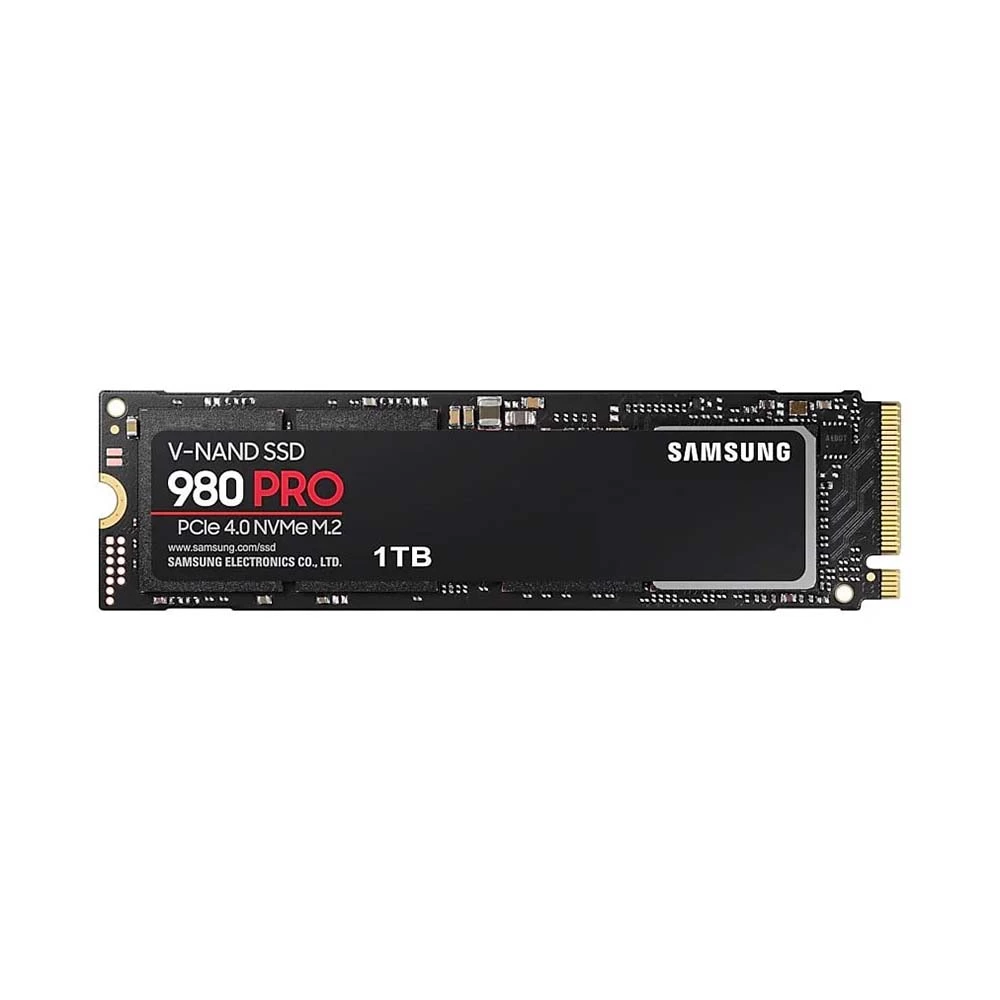 V-NAND SSD
SAMSUNG
980 PRO
PCIe 4.0 NVMe M.2
www.samsung.com/ssd
SAMSUNG ELECTRONICS CO., LTD.
1TB